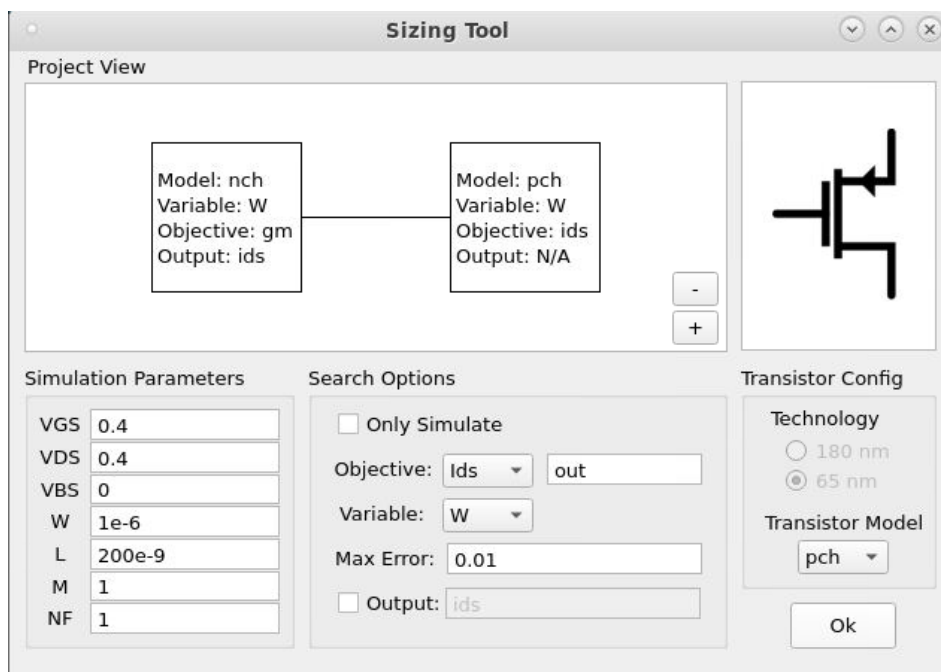 Sizing Tool
Project View
Model: nch
Variable: W
Objective: gm
Output: ids
Model: pch
Variable: W
Objective: ids
Output: N/A
-
+
Simulation Parameters
VGS 0.4
VDS 0.4
VBS 0
W 1e-6
L 200e-9
M 1
NF 1
Search Options
Only Simulate
Objective: Ids out
Variable: W
Max Error: 0.01
Output: ids
Transistor Config
Technology
180 nm
65 nm
Transistor Model
pch
Ok